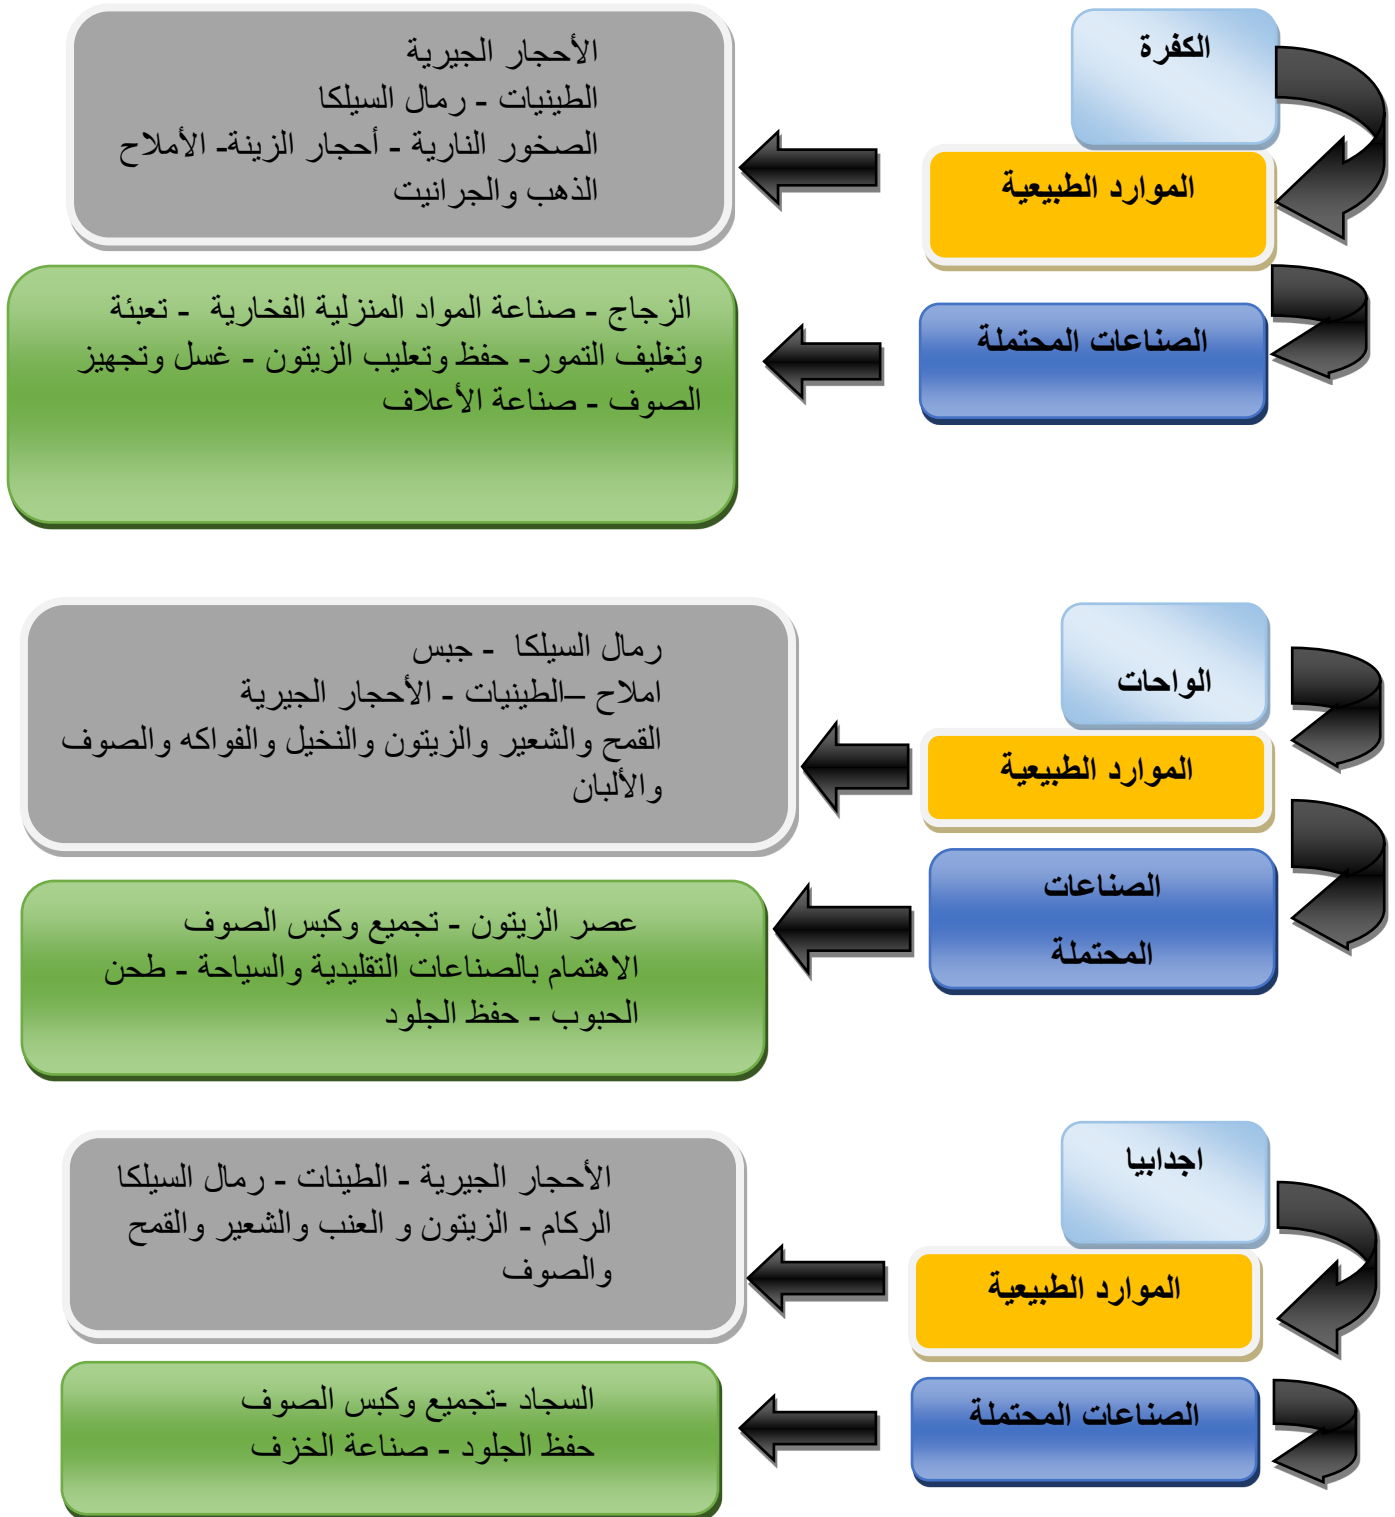 الكفرة
الموارد الطبيعية
الأحجار الجيرية
الطينيات - رمال السيلكا
الصخور النارية - أحجار الزينة- الأملاح
الذهب والجرانيت
الصناعات المحتملة
الزجاج - صناعة المواد المنزلية الفخارية - تعبئة
وتغليف التمور- حفظ وتعليب الزيتون - غسل وتجهيز
الصوف - صناعة الأعلاف
الواحات
الموارد الطبيعية
رمال السيلكا - جبس
املاح –الطينيات - الأحجار الجيرية
القمح والشعير والزيتون والنخيل والفواكه والصوف
والألبان
الصناعات
المحتملة
عصر الزيتون - تجميع وكبس الصوف
الاهتمام بالصناعات التقليدية والسياحة - طحن
الحبوب - حفظ الجلود
اجدابيا
الموارد الطبيعية
الأحجار الجيرية - الطينات - رمال السيلكا
الركام - الزيتون و العنب والشعير والقمح
والصوف
الصناعات المحتملة
السجاد -تجميع وكبس الصوف
حفظ الجلود - صناعة الخزف